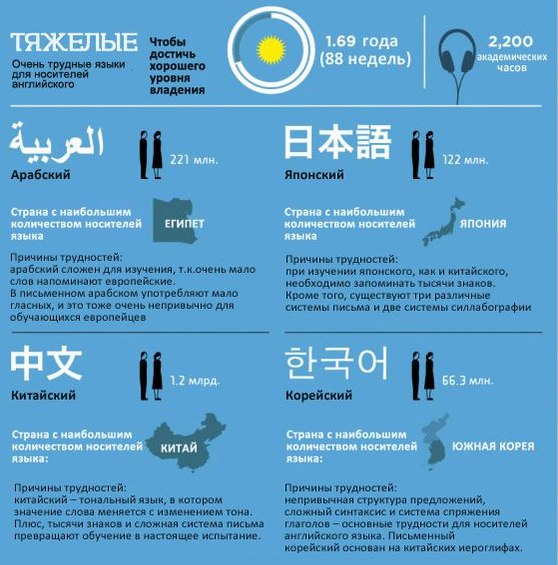 ТЯЖЕЛЫЕ
Очень трудные языки
для носителей
английского
Чтобы
достичь
хорошего
уровня
владения
1.69 года
(88 недель)
2,200
академических
часов
العربية
Арабский
221 млн.
Страна с наибольшим
количеством носителей
языка
ЕГИПЕТ
Причины трудностей:
арабский сложен для изучения, т.к.очень мало
слов напоминают европейские.
В письменном арабском употребляют мало
гласных, и это тоже очень непривычно для
обучающихся европейцев
日本語
Японский
122 млн.
Страна с наибольшим
количеством носителей
языка
ЯПОНИЯ
Причины трудностей:
при изучении японского, как и китайского,
необходимо запоминать тысячи знаков.
Кроме того, существуют три различные
системы письма и две системы силлабографии
中文
Китайский
1.2 млрд.
Страна с наибольшим
количеством носителей
языка:
КИТАЙ
Причины трудностей:
китайский – тональный язык, в котором
значение слова меняется с изменением тона.
Плюс, тысячи знаков и сложная система письма
превращают обучение в настоящее испытание.
한국어
Корейский
66.3 млн.
Страна с наибольшим
количеством носителей
языка:
ЮЖНАЯ КОРЕЯ
Причины трудностей:
непривычная структура предложений,
сложный синтаксис и система спряжения
глаголов – основные трудности для носителей
английского языка. Письменный
корейский основан на китайских иероглифах.